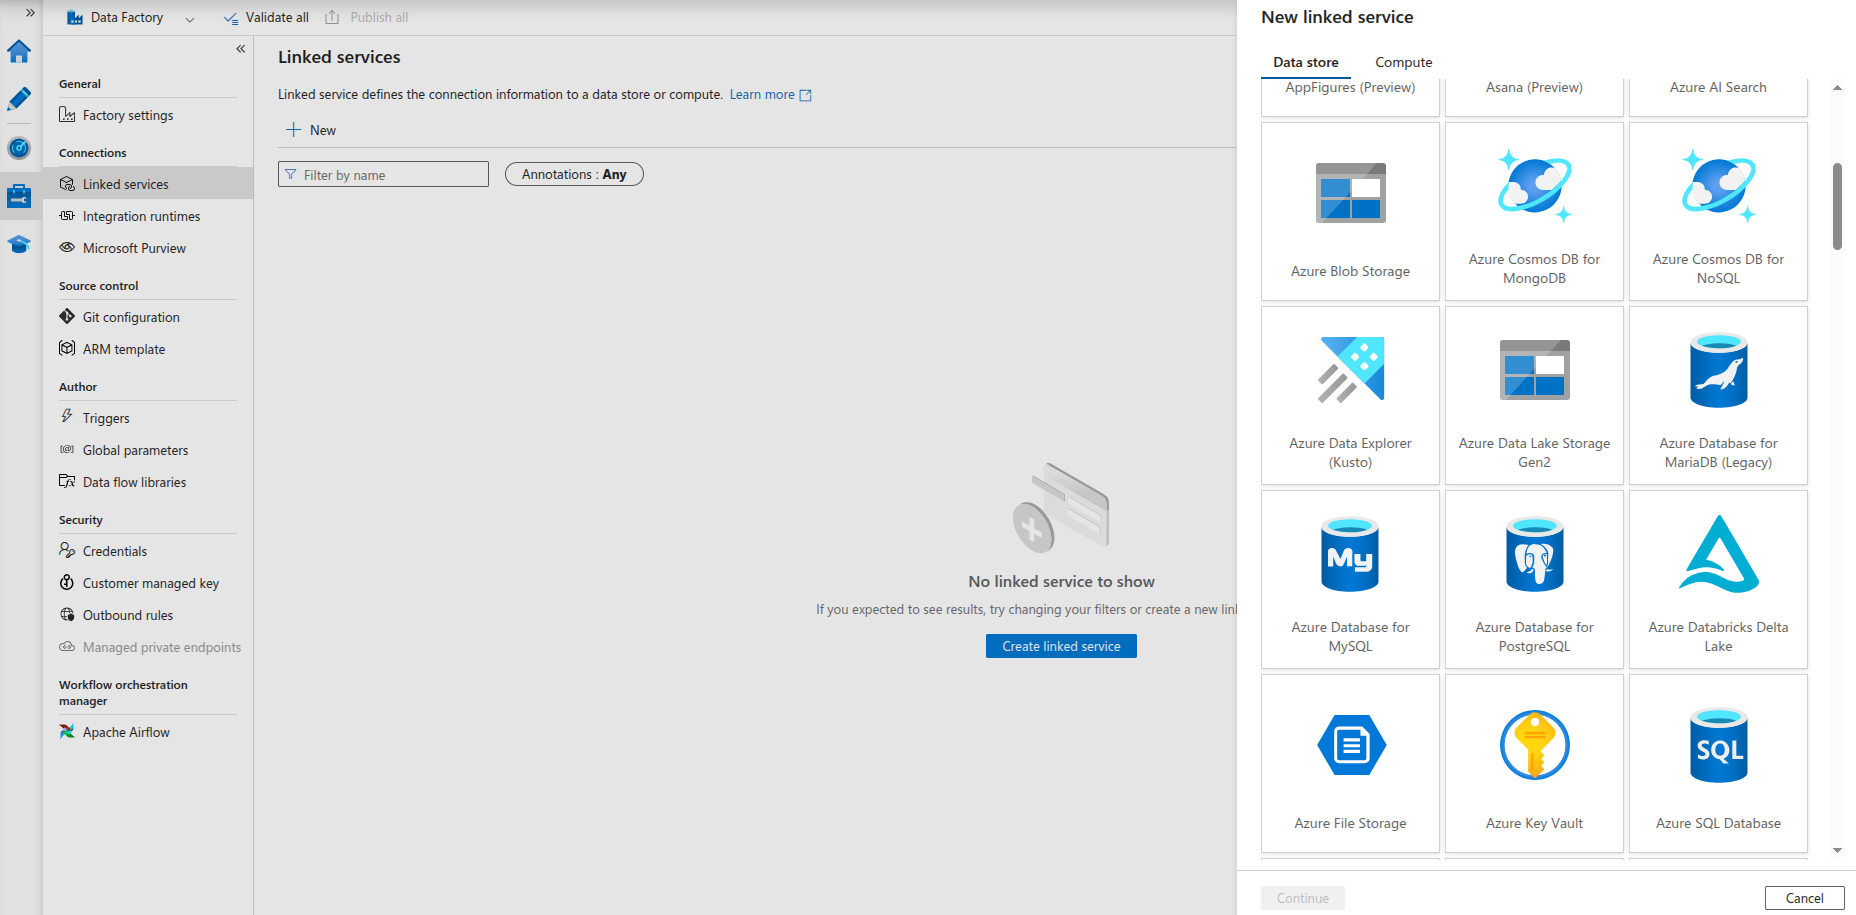 Data Factory
Validate all
Publish all
General
Factory settings
Connections
Linked services
Integration runtimes
Microsoft Purview
Source control
Git configuration
ARM template
Author
Triggers
Global parameters
Data flow libraries
Security
Credentials
Customer managed key
Outbound rules
Managed private endpoints
Workflow orchestration
manager
Apache Airflow
Linked services
Linked service defines the connection information to a data store or compute. Learn more
New
Filter by name
Annotations : Any
No linked service to show
If you expected to see results, try changing your filters or create a new
Create linked service
New linked service
Data store
Compute
AppFigures (Preview)
Asana (Preview)
Azure AI Search
Azure Blob Storage
Azure Cosmos DB for
MongoDB
Azure Cosmos DB for
NoSQL
Azure Data Explorer
(Kusto)
Azure Data Lake Storage
Gen2
Azure Database for
MariaDB (Legacy)
My
Azure Database for
MySQL
Azure Database for
PostgreSQL
Azure Databricks Delta
Lake
Azure File Storage
Azure Key Vault
SQL
Azure SQL Database
Continue
Cancel